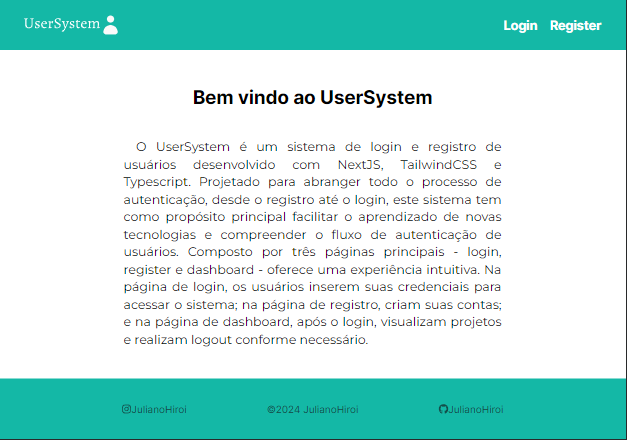 UserSystem
Login Register
Bem vindo ao UserSystem
O UserSystem é um sistema de login e registro de
usuários desenvolvido com NextJS, TailwindCSS e
Typescript. Projetado para abranger todo o processo de
autenticação, desde o registro até o login, este sistema tem
como propósito principal facilitar o aprendizado de novas
tecnologias e compreender o fluxo de autenticação de
usuários. Composto por três páginas principais - login,
register e dashboard - oferece uma experiência intuitiva. Na
página de login, os usuários inserem suas credenciais para
acessar o sistema; na página de registro, criam suas contas;
e na página de dashboard, após o login, visualizam projetos
e realizam logout conforme necessário.
JulianoHiroi
©2024 JulianoHiroi
JulianoHiroi